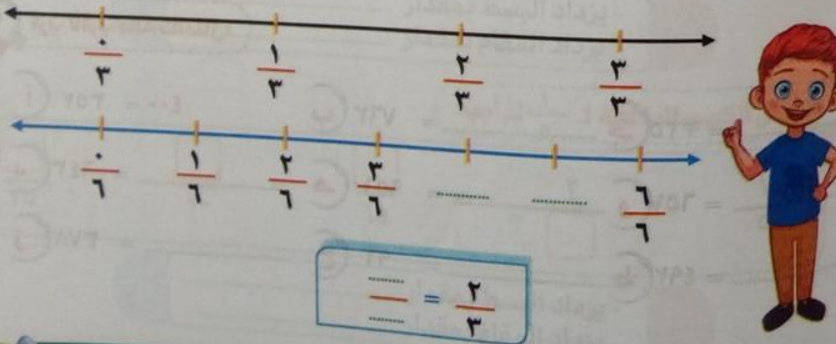 ٠/٣ ١/٣ ٢/٣ ٣/٣
٠/٦ ١/٦ ٢/٦ ٣/٦ ........ ........ ٦/٦
......../........ = ٢/٣